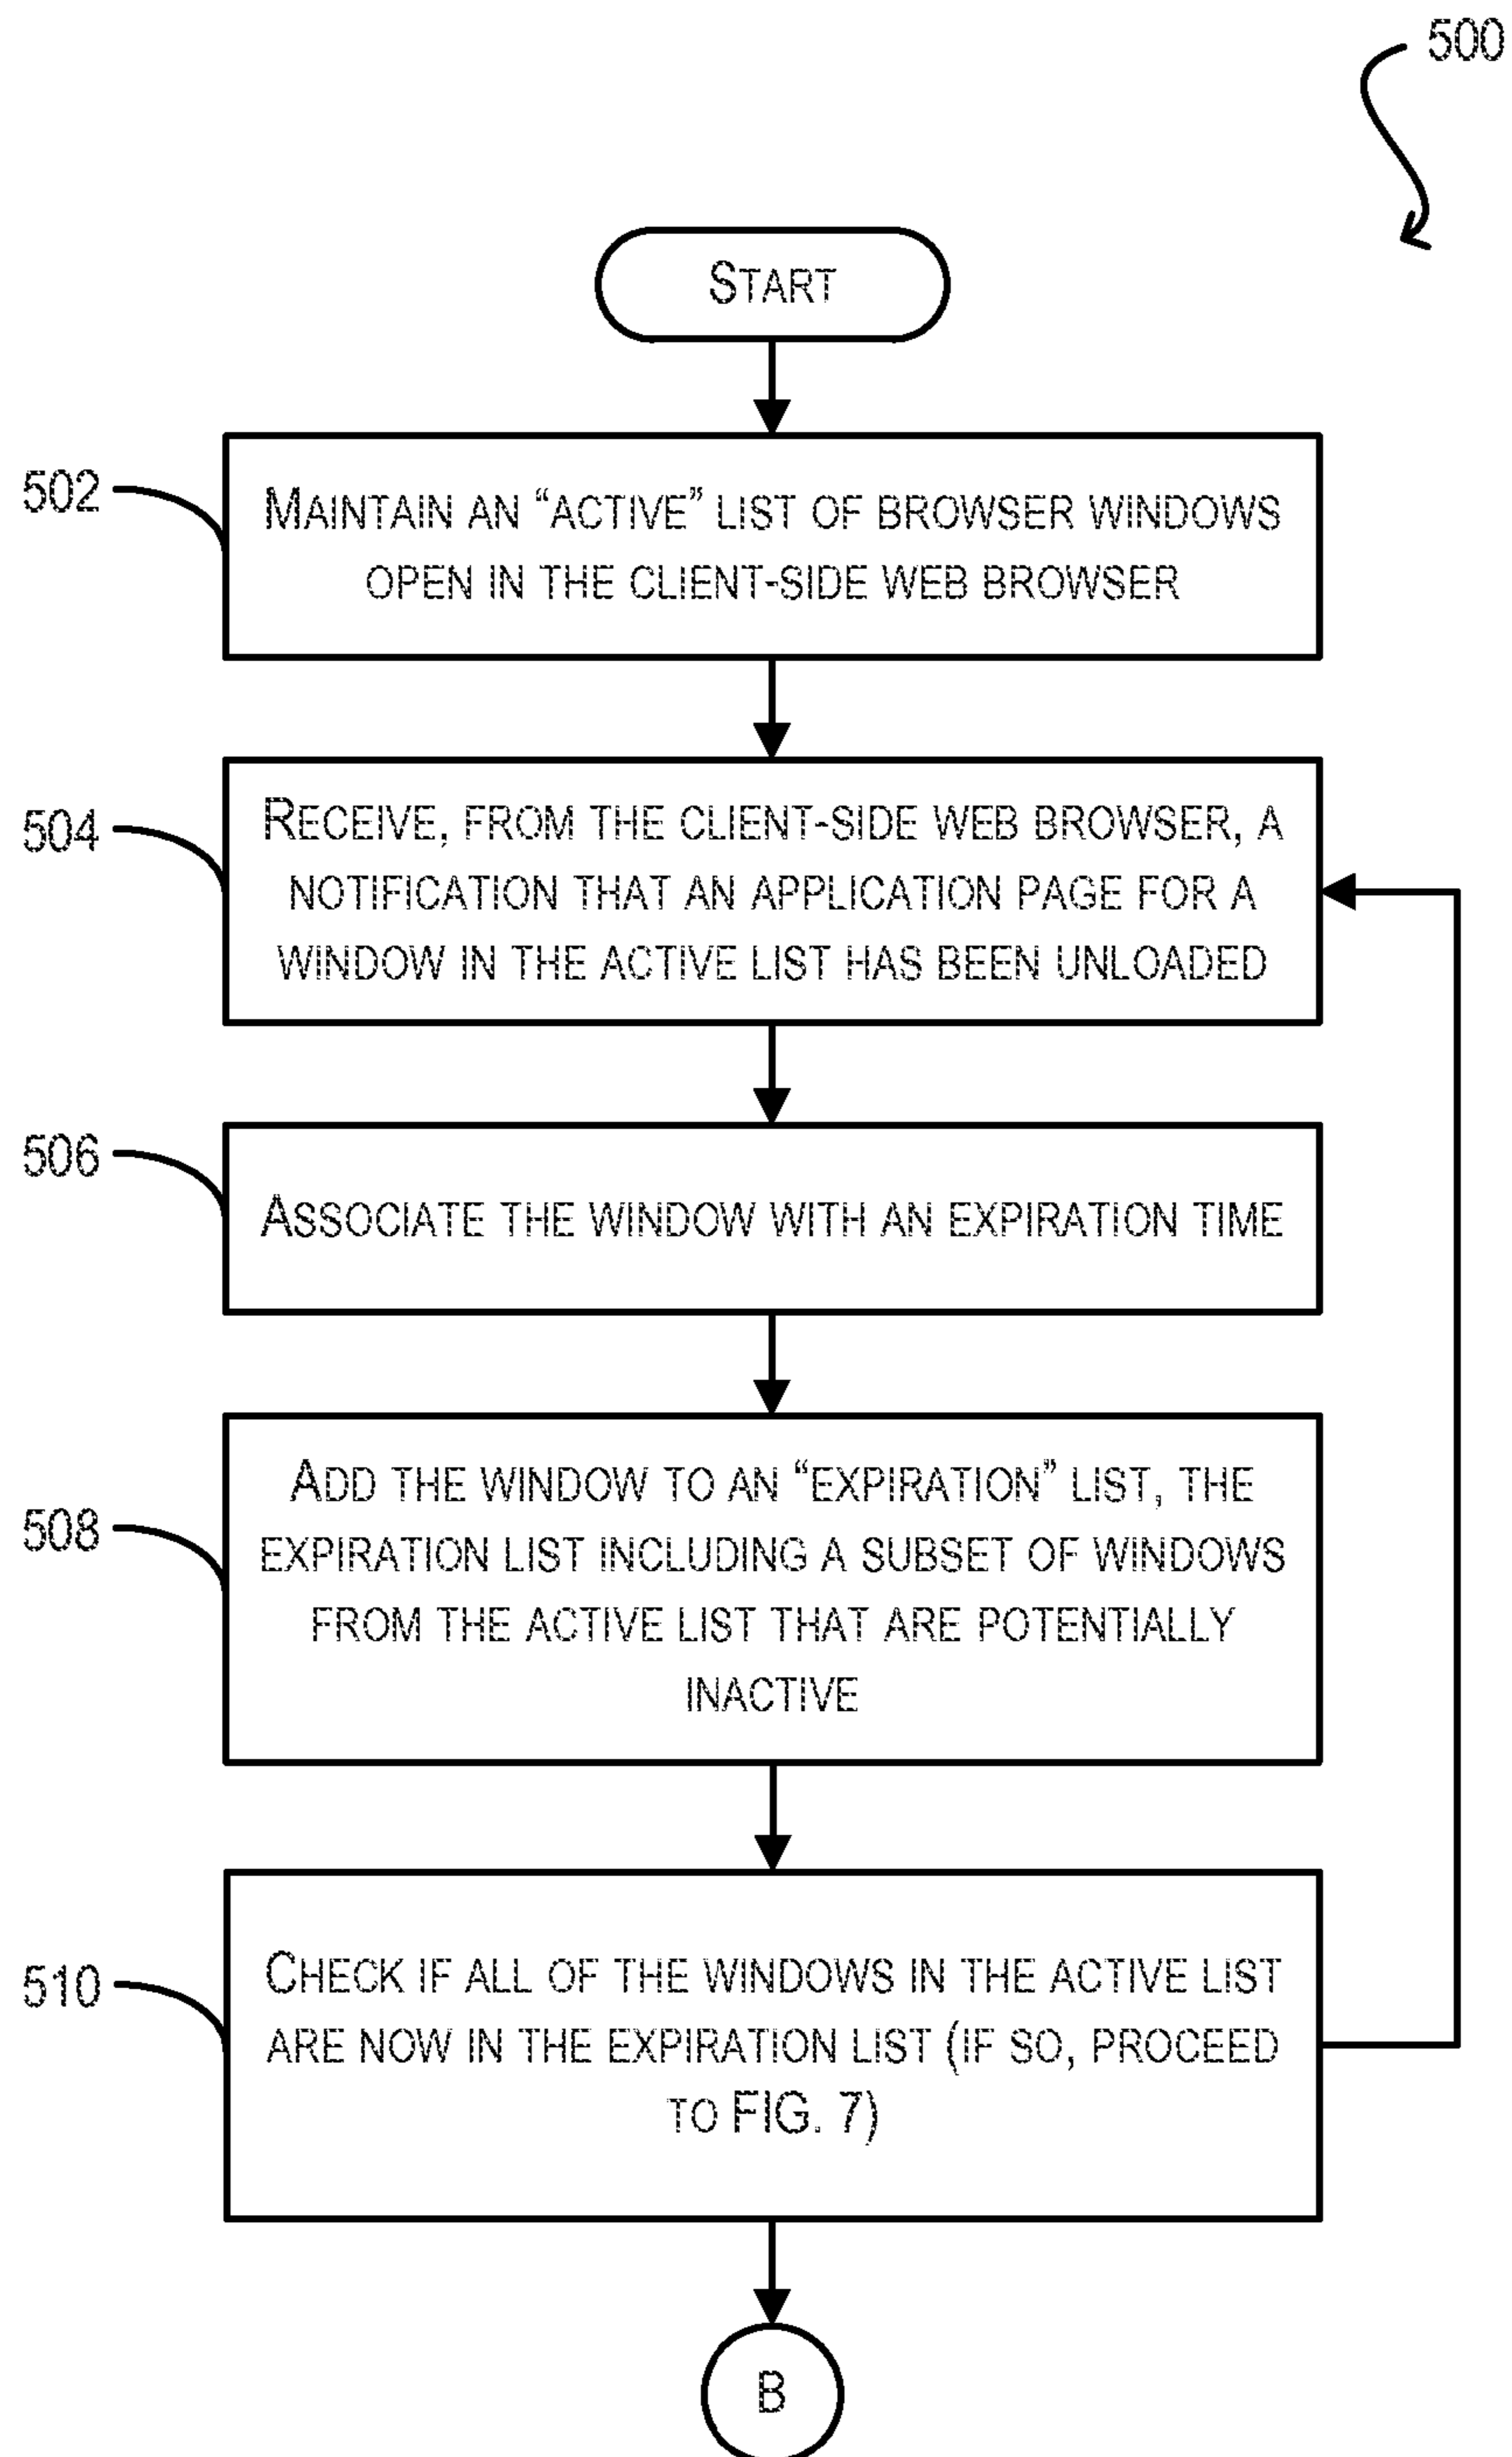 500
START
502
MAINTAIN AN “ACTIVE” LIST OF BROWSER WINDOWS
OPEN IN THE CLIENT-SIDE WEB BROWSER
504
RECEIVE, FROM THE CLIENT-SIDE WEB BROWSER, A
NOTIFICATION THAT AN APPLICATION PAGE FOR A
WINDOW IN THE ACTIVE LIST HAS BEEN UNLOADED
506
ASSOCIATE THE WINDOW WITH AN EXPIRATION TIME
508
ADD THE WINDOW TO AN “EXPIRATION” LIST, THE
EXPIRATION LIST INCLUDING A SUBSET OF WINDOWS
FROM THE ACTIVE LIST THAT ARE POTENTIALLY
INACTIVE
510
CHECK IF ALL OF THE WINDOWS IN THE ACTIVE LIST
ARE NOW IN THE EXPIRATION LIST (IF SO, PROCEED
TO FIG. 7)
B